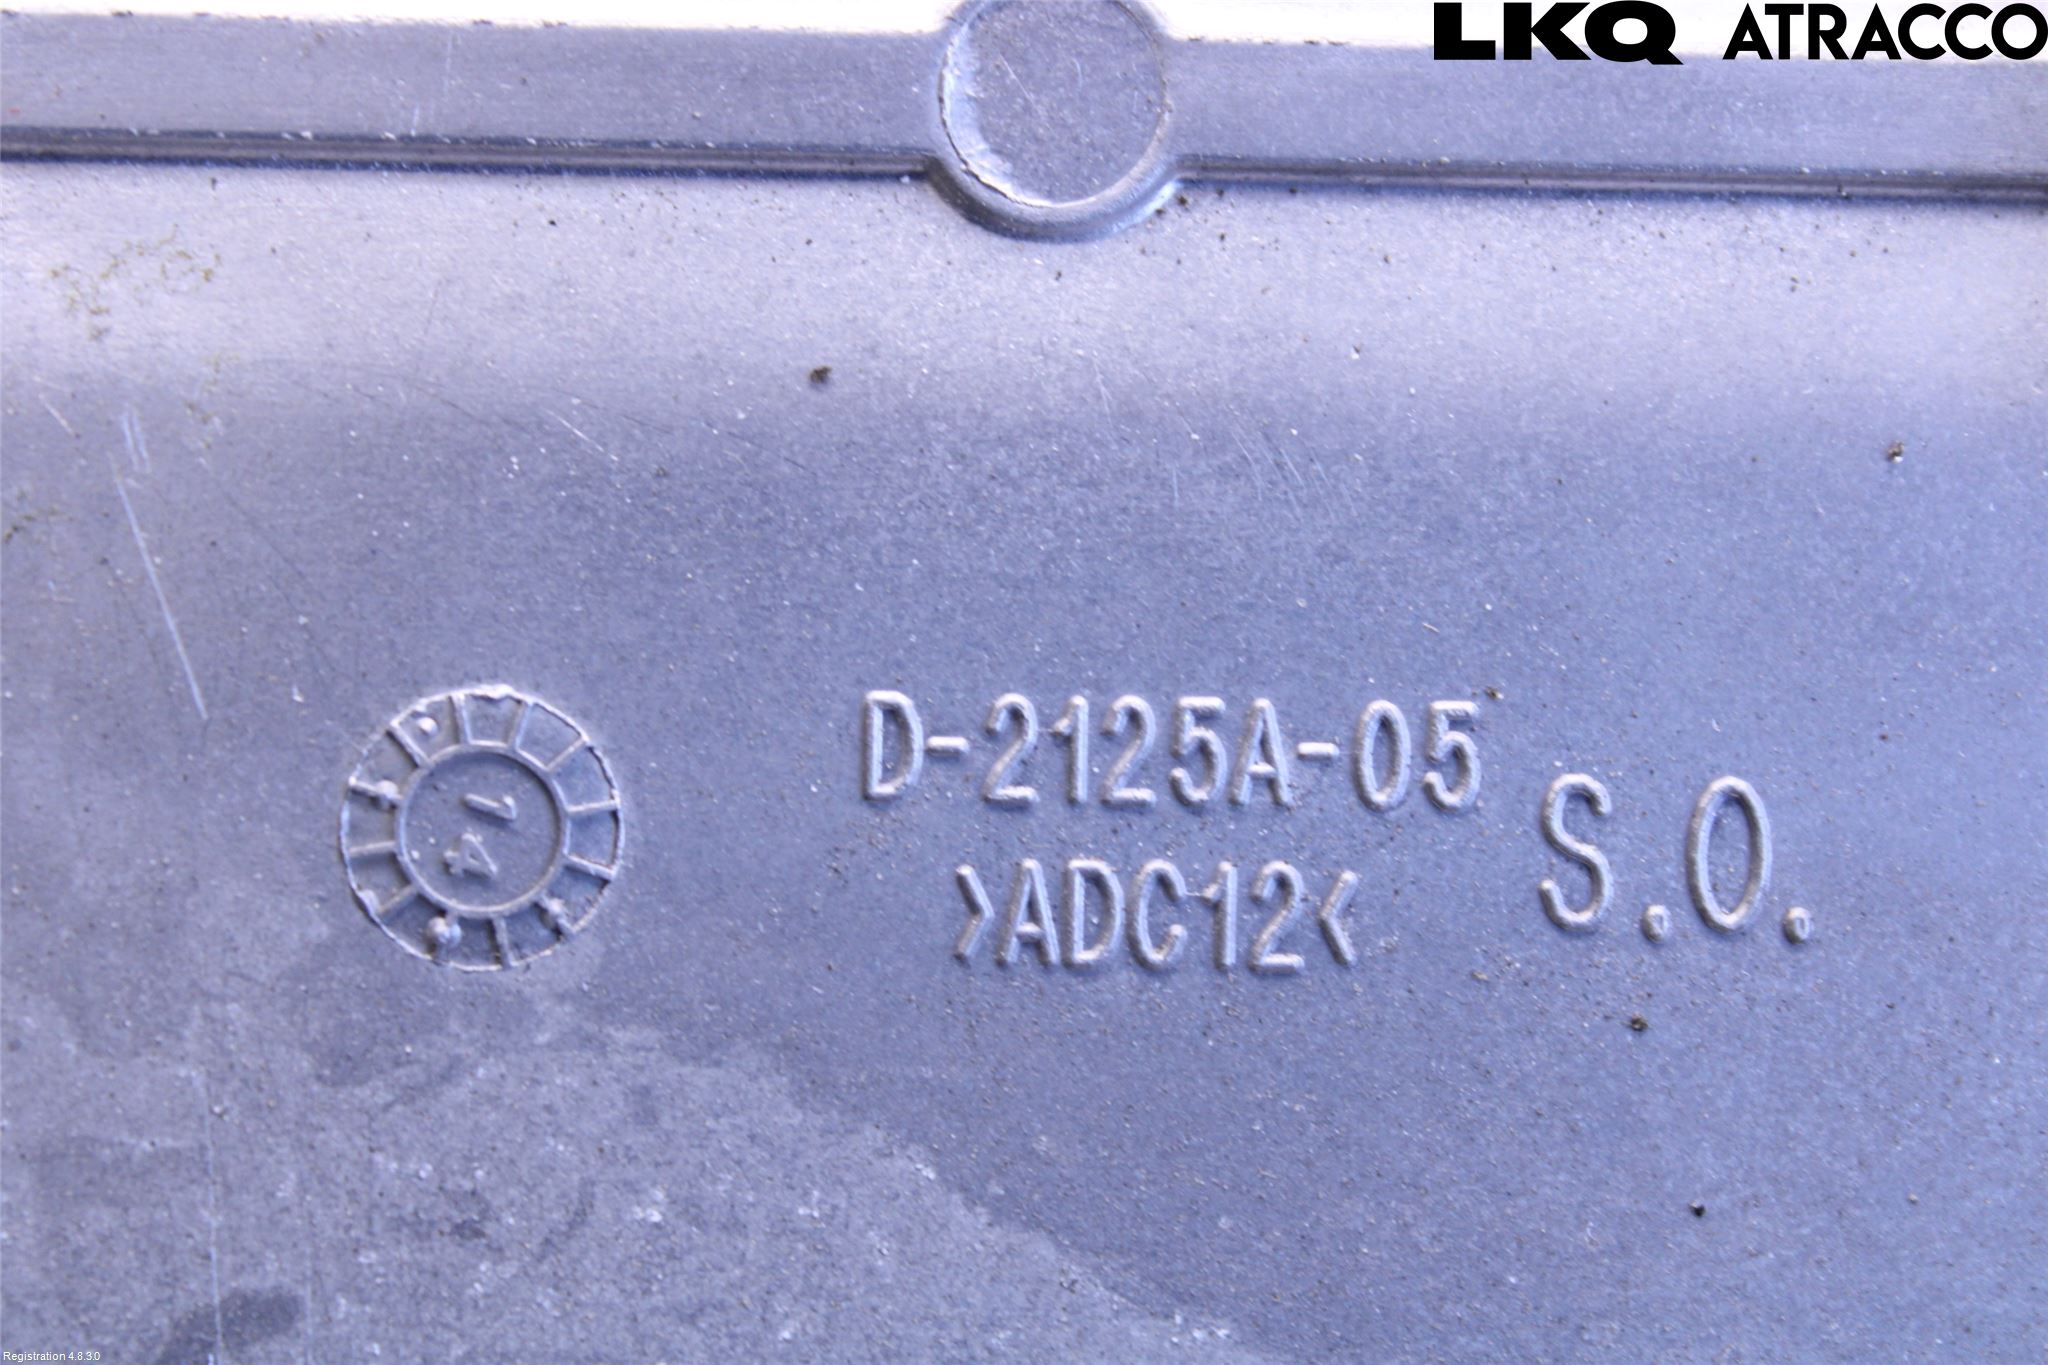 LKQ ATRACCO
D-2125A-05
>ADC12<
S.O.
14
Registration 4.8.3.0